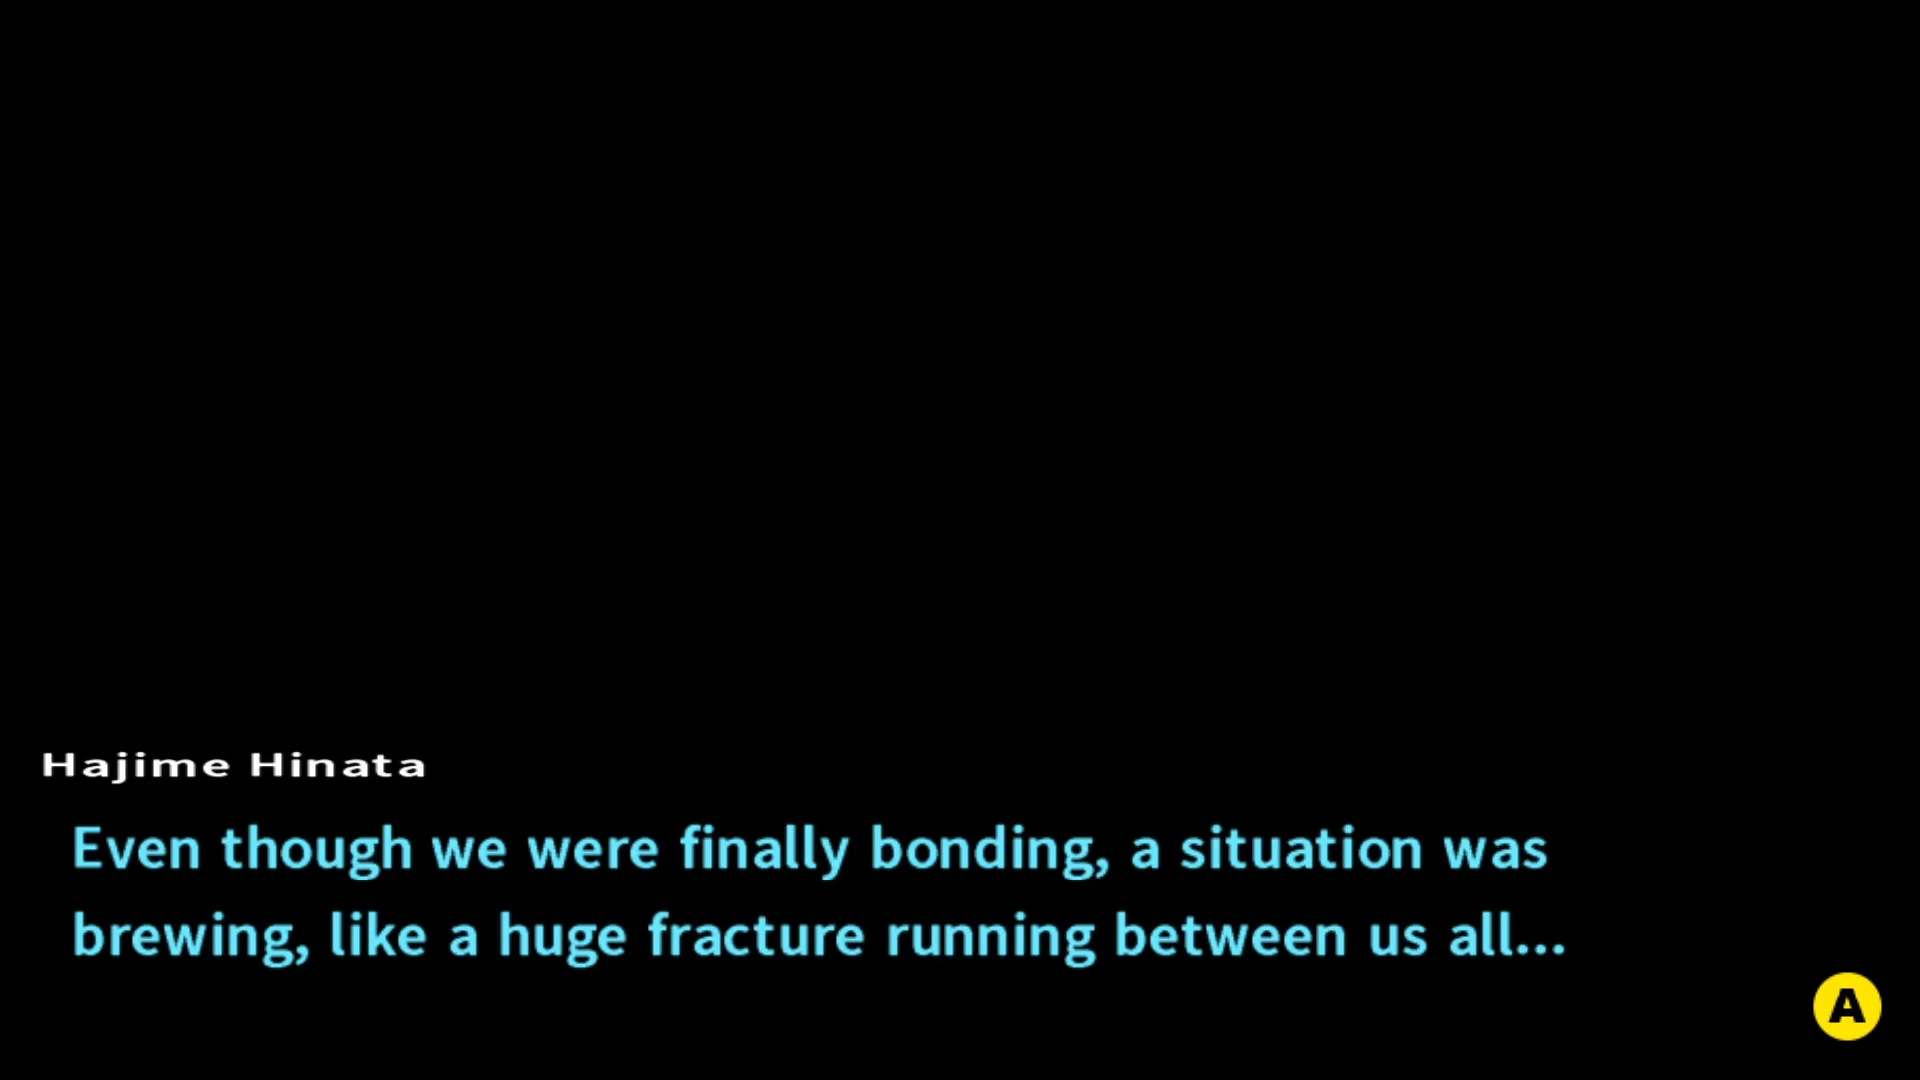 Hajime Hinata
Even though we were finally bonding, a situation was
brewing, like a huge fracture running between us all...
A